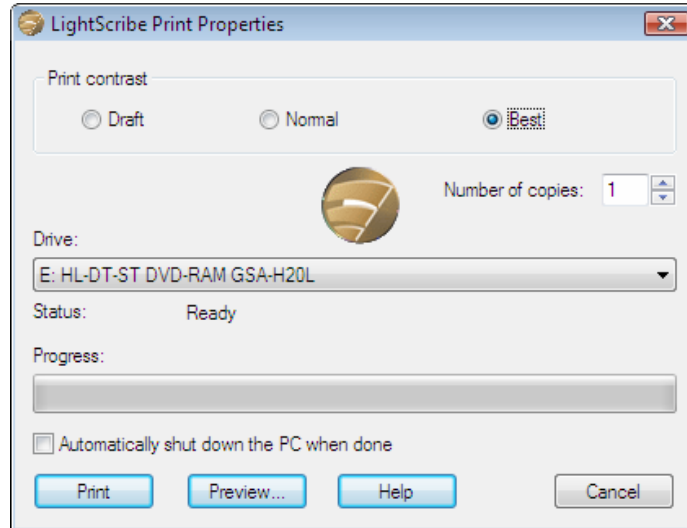 LightScribe Print Properties
Print contrast
Draft Normal Best
Number of copies: 1
Drive:
E: HL-DT-ST DVD-RAM GSA-H20L
Status: Ready
Progress:
Automatically shut down the PC when done
Print Preview... Help Cancel